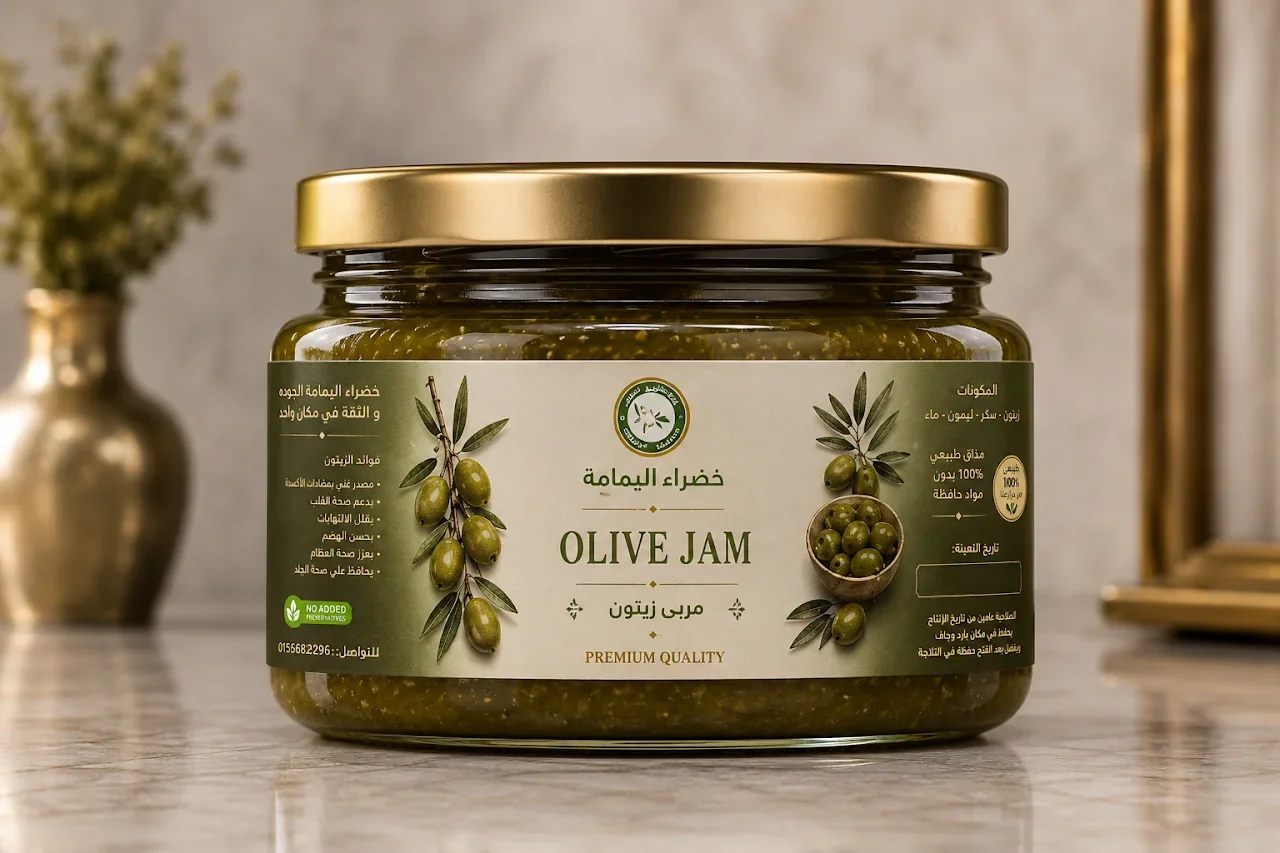 خضراء اليمامة الجوده
و الثقة في مكان واحد
فوائد الزيتون
• مصدر غني بمضادات الأكسدة
• يدعم صحة القلب
• يقلل الالتهابات
• يحسن الهضم
• يعزز صحة العظام
• يحافظ علي صحة الجلد
NO ADDED
PRESERVATIVES
للتواصل::0156682296
خضراء اليمامة
OLIVE JAM
مربى زيتون
PREMIUM QUALITY
المكونات
زيتون - سكر - ليمون - ماء
مذاق طبيعي
100% بدون
مواد حافظة
طبيعي
100%
تاريخ التعبئة:
الصلاحية عامين من تاريخ الإنتاج
يحفظ في مكان بارد وجاف
ويفضل بعد الفتح حفظة في الثلاجة